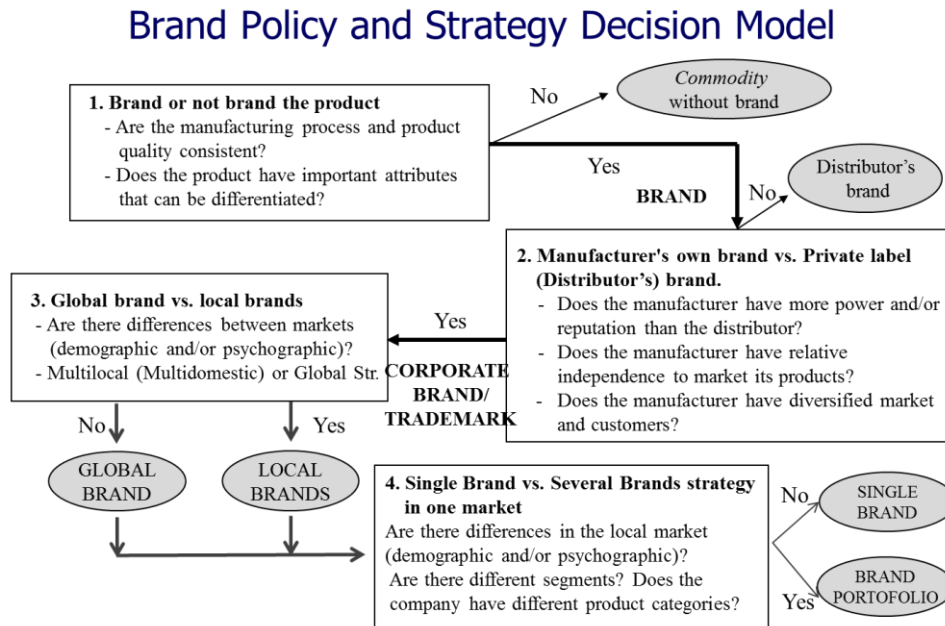 Brand Policy and Strategy Decision Model
1. Brand or not brand the product
- Are the manufacturing process and product
quality consistent?
- Does the product have important attributes
that can be differentiated?
No
Commodity
without brand
Yes
BRAND
No
Distributor's
brand
2. Manufacturer's own brand vs. Private label
(Distributor's) brand.
- Does the manufacturer have more power and/or
reputation than the distributor?
- Does the manufacturer have relative
independence to market its products?
- Does the manufacturer have diversified market
and customers?
Yes
CORPORATE
BRAND/
TRADEMARK
3. Global brand vs. local brands
- Are there differences between markets
(demographic and/or psychographic)?
- Multilocal (Multidomestic) or Global Str.
No
Yes
GLOBAL
BRAND
LOCAL
BRANDS
4. Single Brand vs. Several Brands strategy
in one market
Are there differences in the local market
(demographic and/or psychographic)?
Are there different segments? Does the
company have different product categories?
No
SINGLE
BRAND
Yes
BRAND
PORTOFOLIO